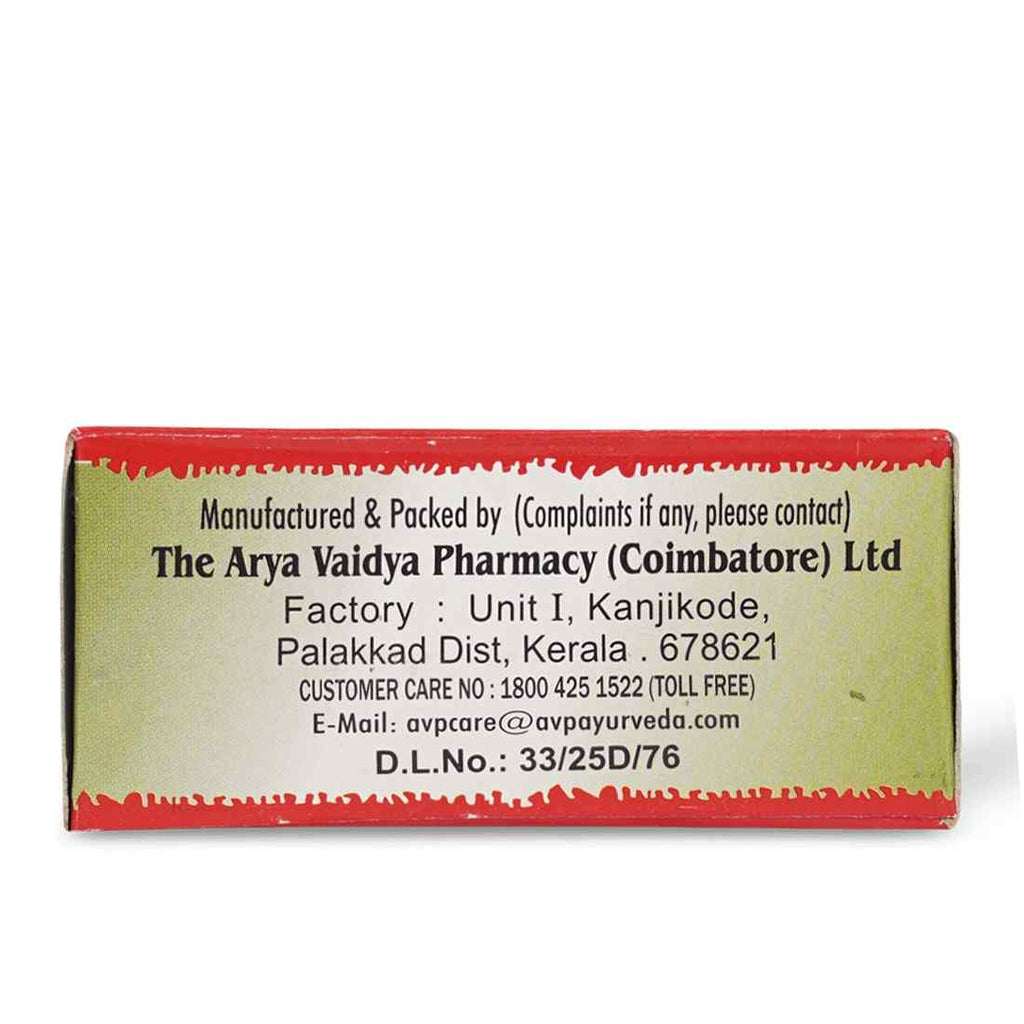 Manufactured & Packed by (Complaints if any, please contact)
The Arya Vaidya Pharmacy (Coimbatore) Ltd
Factory : Unit I, Kanjikode,
Palakkad Dist, Kerala . 678621
CUSTOMER CARE NO : 1800 425 1522 (TOLL FREE)
E-Mail: avpcare@avpayurveda.com
D.L.No.: 33/25D/76